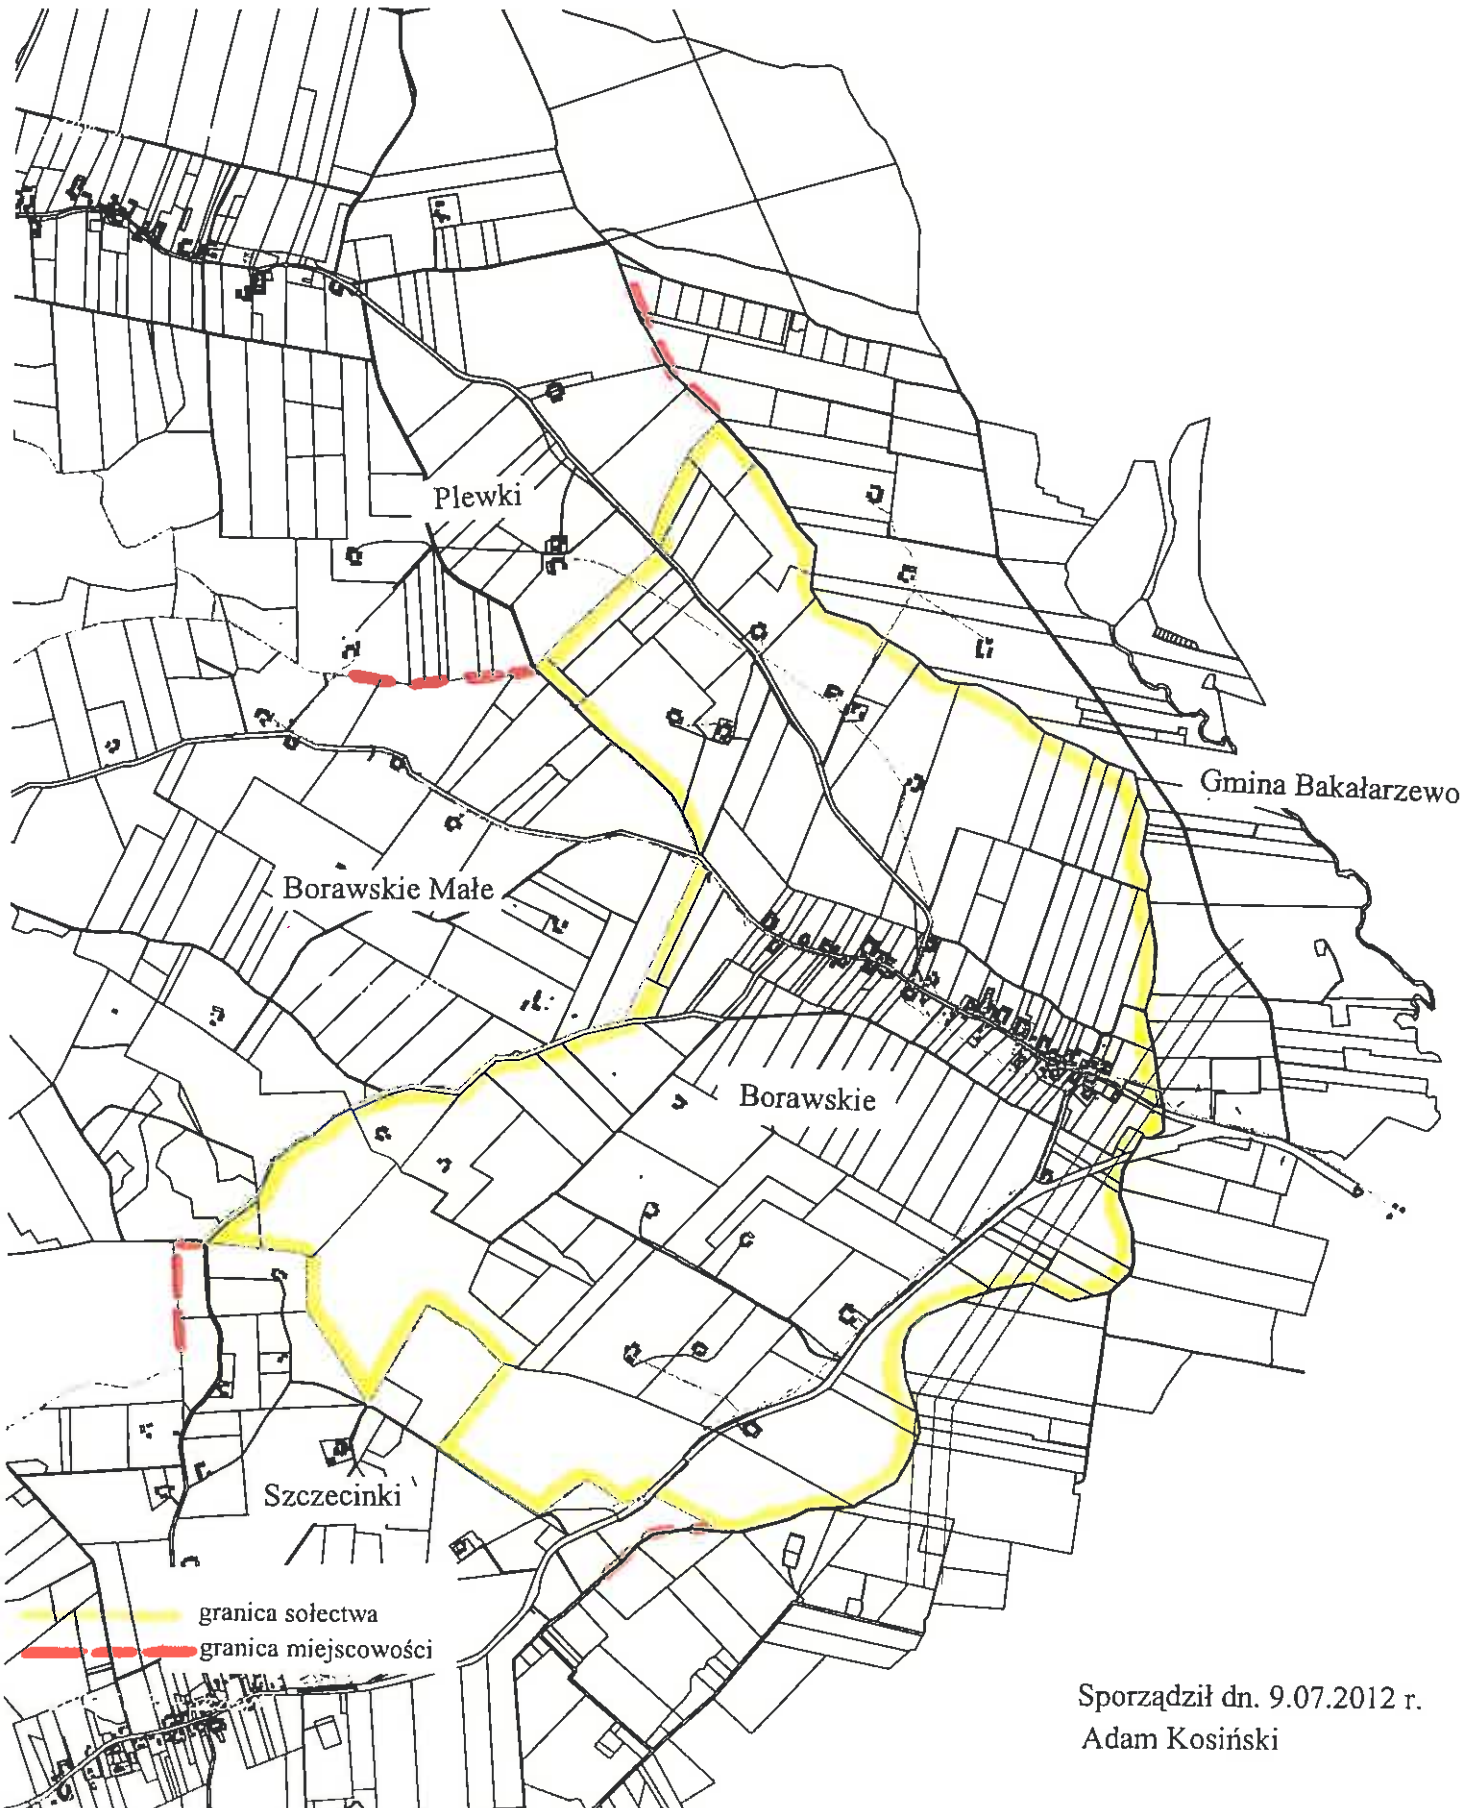 Plewki
Gmina Bakałarzewo
Borawskie Małe
Borawskie
Szczecinki
granica sołectwa
granica miejscowości
Sporządził dn. 9.07.2012 r.
Adam Kosiński